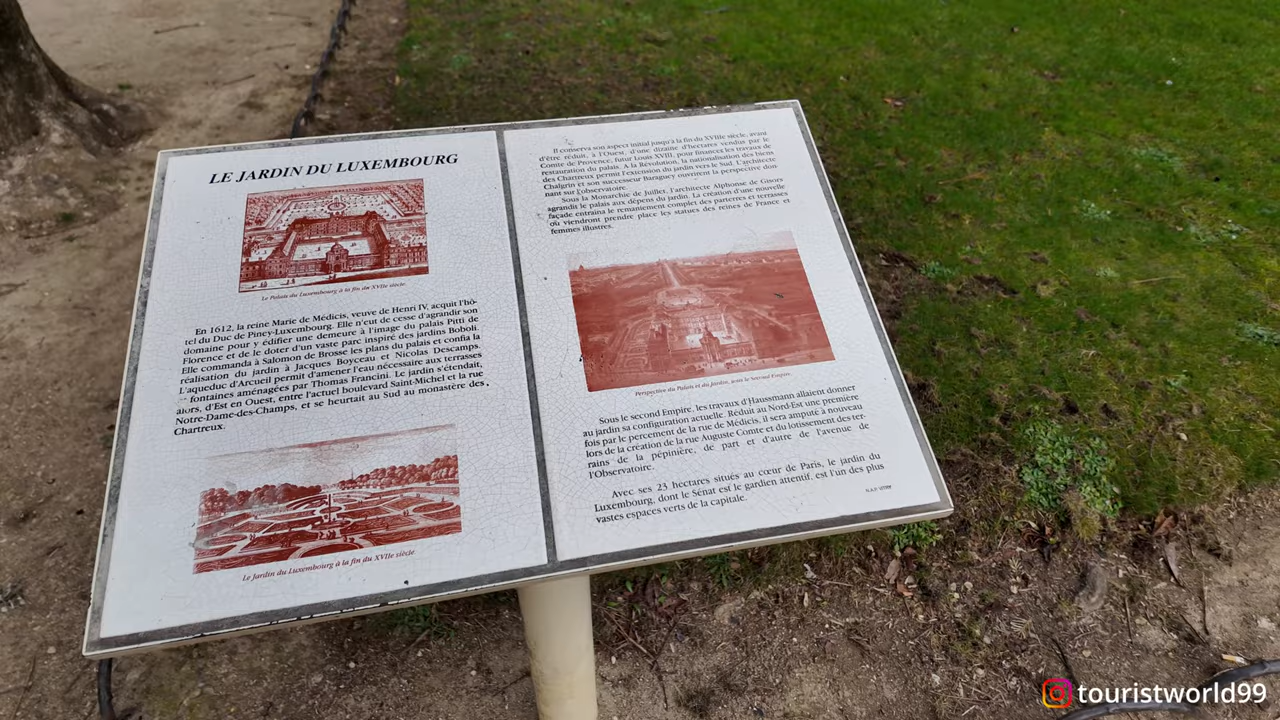 LE JARDIN DU LUXEMBOURG
Le Palais du Luxembourg à la fin du XVIIe siècle.
En 1612, la reine Marie de Médicis, veuve de Henri IV, acquit l'hô-
tel du Duc de Piney-Luxembourg. Elle n'eut de cesse d'agrandir son
domaine pour y édifier une demeure à l'image du palais Pitti de
Florence et de le doter d'un vaste parc inspiré des jardins Boboli.
Elle commanda à Salomon de Brosse les plans du palais et confia la
réalisation du jardin à Jacques Boyceau et Nicolas Descamps.
L'aqueduc d'Arcueil permit d'amener l'eau nécessaire aux terrasses
fontaines aménagées par Thomas Francini. Le jardin s'étendait,
alors, d'Est en Ouest, entre l'actuel boulevard Saint-Michel et la rue
Notre-Dame-des-Champs, et se heurtait au Sud au monastère des
Chartreux.
Le Jardin du Luxembourg à la fin du XVIIe siècle
Il conserva son aspect initial jusqu'à la fin du XVIIIe siècle, avant
d'être réduit, à l'Ouest, d'une dizaine d'hectares vendus par le
Comte de Provence, futur Louis XVIII, pour financer les travaux de
restauration du palais. A la Révolution, la nationalisation des biens
des Chartreux permit l'extension du jardin vers le Sud. L'architecte
Chalgrin et son successeur Baraguey ouvrirent la perspective don-
nant sur l'observatoire.
Sous la Monarchie de Juillet, l'architecte Alphonse de Gisors
agrandit le palais aux dépens du jardin. La création d'une nouvelle
façade entraîna le remaniement complet des parterres et terrasses
où viendront prendre place les statues des reines de France et
femmes illustres.
Perspective du Palais et du Jardin, sous le Second Empire.
Sous le second Empire, les travaux d'Haussmann allaient donner
au jardin sa configuration actuelle. Réduit au Nord-Est une première
fois par le percement de la rue de Médicis, il sera amputé à nouveau
lors de la création de la rue Auguste Comte et du lotissement des ter-
rains de la pépinière, de part et d'autre de l'avenue de
l'Observatoire.
Avec ses 23 hectares situés au cœur de Paris, le jardin du
Luxembourg, dont le Sénat est le gardien attentif, est l'un des plus
vastes espaces verts de la capitale.
touristworld99